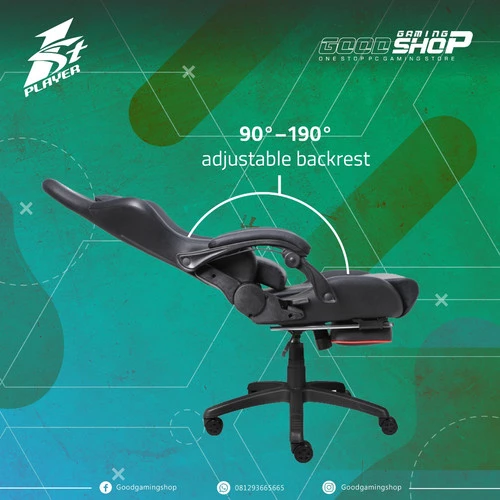 1st
PLAYER
GAMING
GOOD SHOP
ONE STOP PC GAMING STORE
90°–190°
adjustable backrest
Goodgamingshop
081293665665
Goodgamingshop